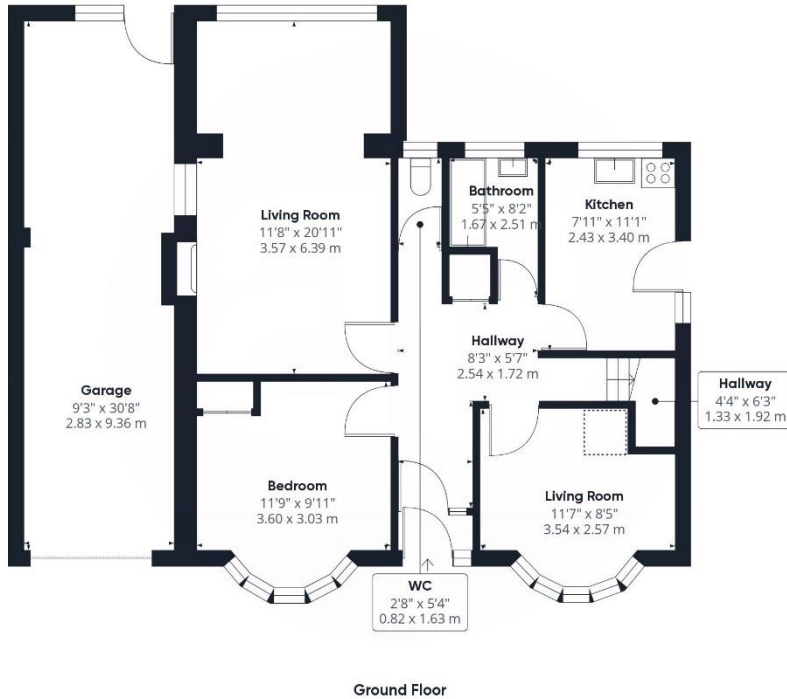 Bathroom
5'5" x 8'2"
1.67 x 2.51 m
Kitchen
7'11" x 11'1"
2.43 x 3.40 m
Living Room
11'8" x 20'11"
3.57 x 6.39 m
Hallway
8'3" x 5'7"
2.54 x 1.72 m
Garage
9'3" x 30'8"
2.83 x 9.36 m
Hallway
4'4" x 6'3"
1.33 x 1.92 m
Bedroom
11'9" x 9'11"
3.60 x 3.03 m
Living Room
11'7" x 8'5"
3.54 x 2.57 m
WC
2'8" x 5'4"
0.82 x 1.63 m
Ground Floor